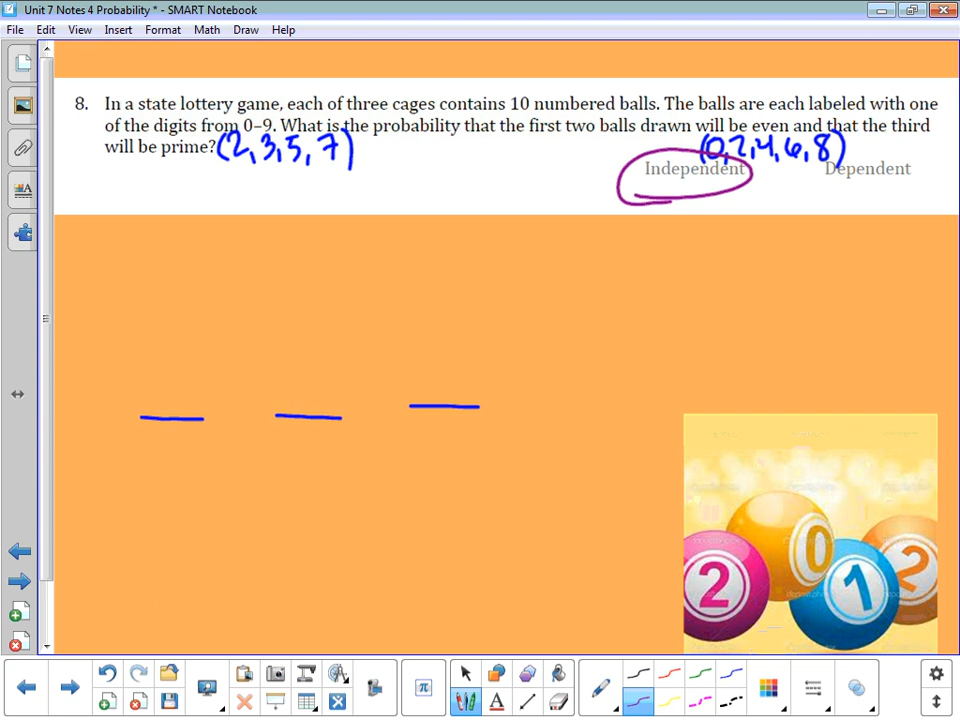 Unit 7 Notes 4 Probability * - SMART Notebook
File Edit View Insert Format Math Draw Help
8. In a state lottery game, each of three cages contains 10 numbered balls. The balls are each labeled with one
of the digits from 0–9. What is the probability that the first two balls drawn will be even and that the third
will be prime? (2, 3, 5, 7) (0, 2, 4, 6, 8)
Independent Dependent
2 0 1 2
π A